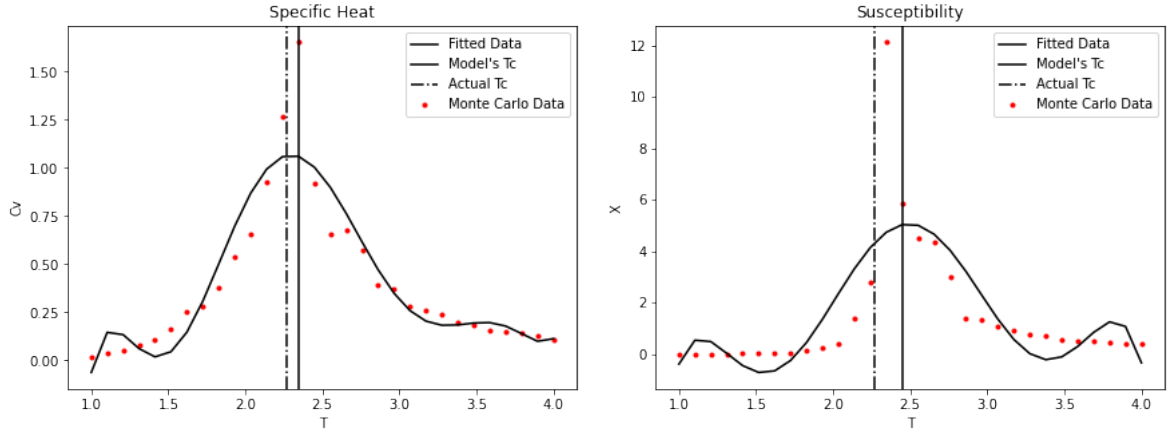 Specific Heat
Fitted Data
Model's Tc
Actual Tc
Monte Carlo Data
1.50
1.25
1.00
0.75
0.50
0.25
0.00
Cv
1.0
1.5
2.0
2.5
3.0
3.5
4.0
T
Susceptibility
Fitted Data
Model's Tc
Actual Tc
Monte Carlo Data
12
10
8
6
4
2
0
X
1.0
1.5
2.0
2.5
3.0
3.5
4.0
T